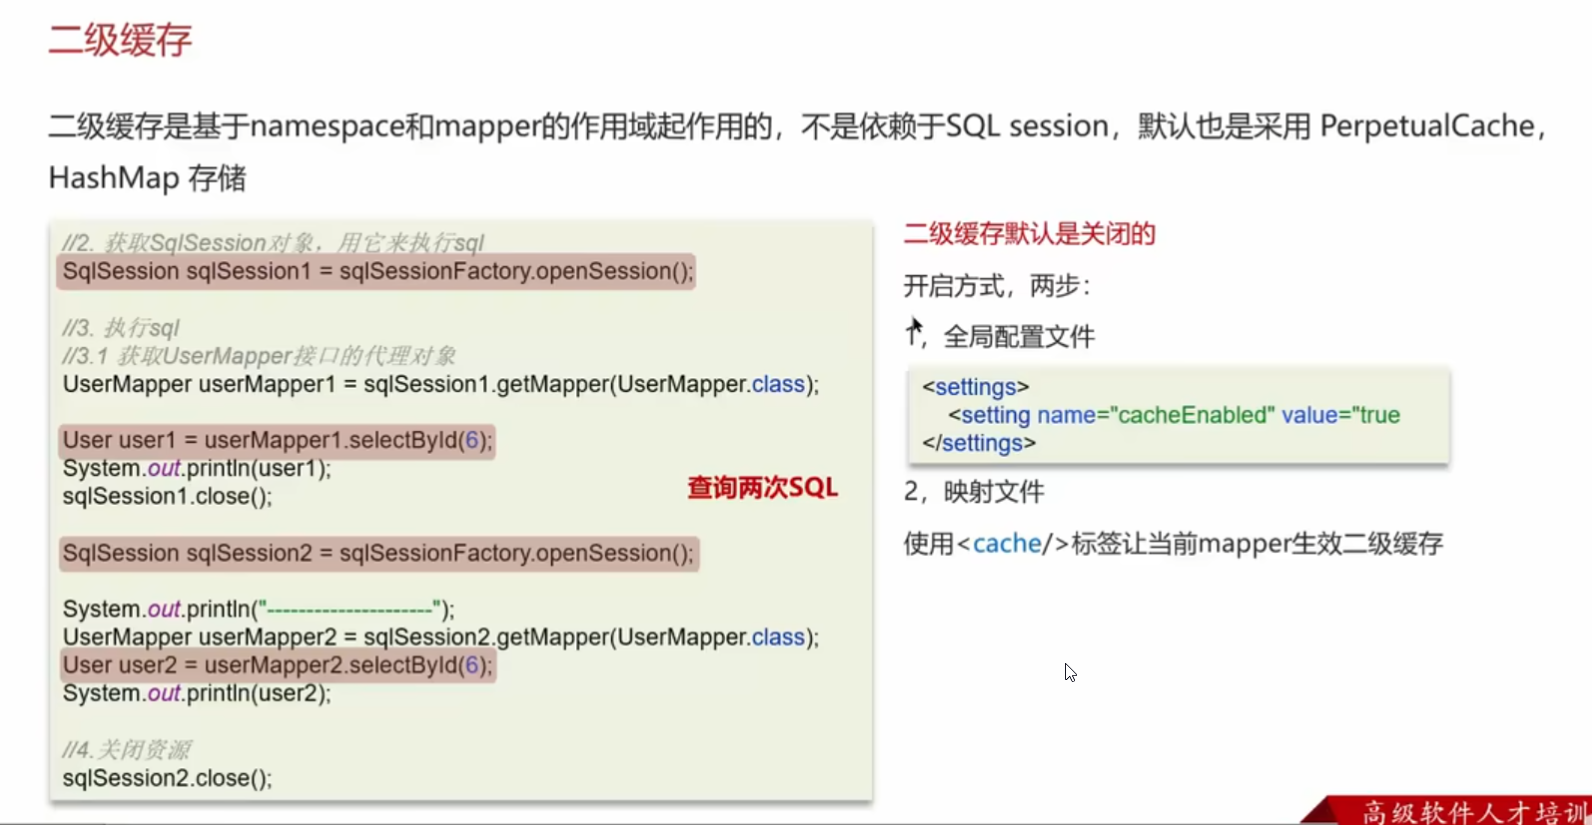 二级缓存
二级缓存是基于namespace和mapper的作用域起作用的，不是依赖于SQL session，默认也是采用 PerpetualCache，
HashMap 存储
//2. 获取SqlSession对象，用它来执行sql
SqlSession sqlSession1 = sqlSessionFactory.openSession();
//3. 执行sql
//3.1 获取UserMapper接口的代理对象
UserMapper userMapper1 = sqlSession1.getMapper(UserMapper.class);
User user1 = userMapper1.selectById(6);
System.out.println(user1);
sqlSession1.close();
查询两次SQL
SqlSession sqlSession2 = sqlSessionFactory.openSession();
System.out.println("---------------------");
UserMapper userMapper2 = sqlSession2.getMapper(UserMapper.class);
User user2 = userMapper2.selectById(6);
System.out.println(user2);
//4.关闭资源
sqlSession2.close();
二级缓存默认是关闭的
开启方式，两步：
1，全局配置文件
<settings>
<setting name="cacheEnabled" value="true
</settings>
2，映射文件
使用<cache/>标签让当前mapper生效二级缓存
高级软件人才培训